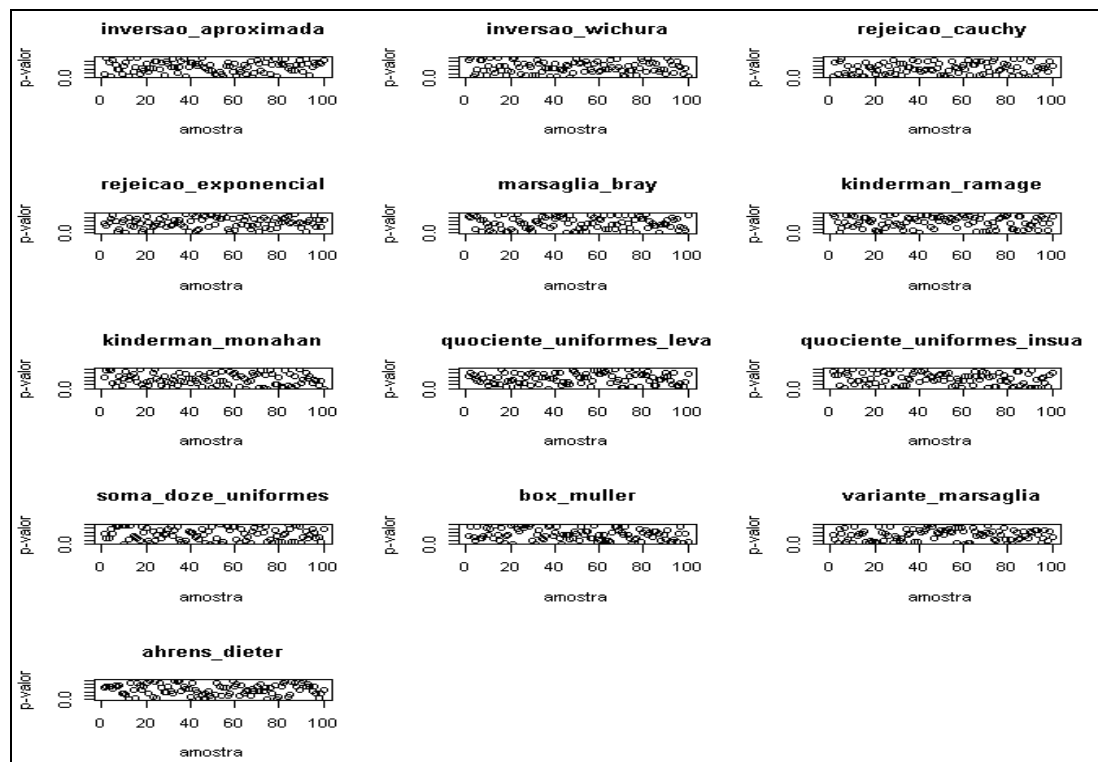 inversao_aproximada inversao_wichura rejeicao_cauchy
p-valor 0.0 p-valor 0.0 p-valor 0.0
0 20 40 60 80 100 0 20 40 60 80 100 0 20 40 60 80 100
amostra amostra amostra
rejeicao_exponencial marsaglia_bray kinderman_ramage
p-valor 0.0 p-valor 0.0 p-valor 0.0
0 20 40 60 80 100 0 20 40 60 80 100 0 20 40 60 80 100
amostra amostra amostra
kinderman_monahan quociente_uniformes_leva quociente_uniformes_insua
p-valor 0.0 p-valor 0.0 p-valor 0.0
0 20 40 60 80 100 0 20 40 60 80 100 0 20 40 60 80 100
amostra amostra amostra
soma_doze_uniformes box_muller variante_marsaglia
p-valor 0.0 p-valor 0.0 p-valor 0.0
0 20 40 60 80 100 0 20 40 60 80 100 0 20 40 60 80 100
amostra amostra amostra
ahrens_dieter
p-valor 0.0
0 20 40 60 80 100
amostra